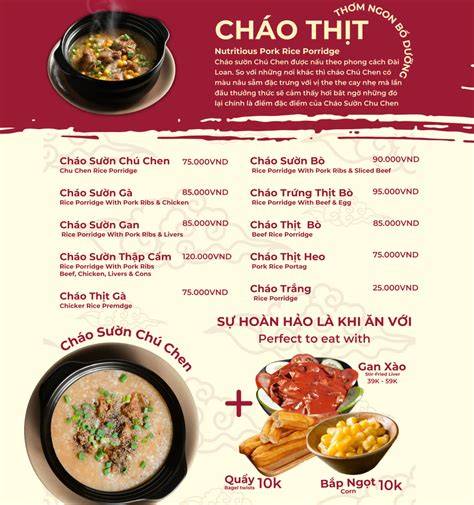 THƠM NGON BỔ DƯỠNG
CHÁO THỊT
Nutritious Pork Rice Porridge
Cháo sườn Chú Chen được nấu theo phong cách Đài
Loan. So với những nơi khác thì cháo Chú Chen có
màu nâu sẫm đặc trưng với vị the the cay nhẹ mà lần
đầu thưởng thức sẽ cảm thấy hơi bất ngờ những đó
lại chính là điểm đặc điểm của Cháo Sườn Chu Chen
Cháo Sườn Chú Chen 75.000VND
Chu Chen Rice Porridge
Cháo Sườn Gà 85.000VND
Rice Porridge With Pork Ribs & Chicken
Cháo Sườn Gan 85.000VND
Rice Porridge With Pork Ribs & Livers
Cháo Sườn Thập Cẩm 120.000VND
Rice Porridge With Pork Ribs
Beef, Chicken, Livers & Cons
Cháo Thịt Gà 75.000VND
Chicker Rice Premdge
Cháo Sườn Bò 90.000VND
Rice Porridge With Pork Ribs & Sliced Beef
Cháo Trứng Thịt Bò 95.000VND
Rice Porridge With Beef & Egg
Cháo Thịt Bò 85.000VND
Beef Rice Porridge
Cháo Thịt Heo 75.000VND
Pork Rice Portag
Cháo Trắng 25.000VND
Rice Porridge
SỰ HOÀN HẢO LÀ KHI ĂN VỚI
Perfect to eat with
Cháo Sườn Chú Chen
+
Gan Xào
Stir-Fried Liver
39K - 59K
Quẩy 10k
Bagel twists
Bắp Ngọt 10k
Corn